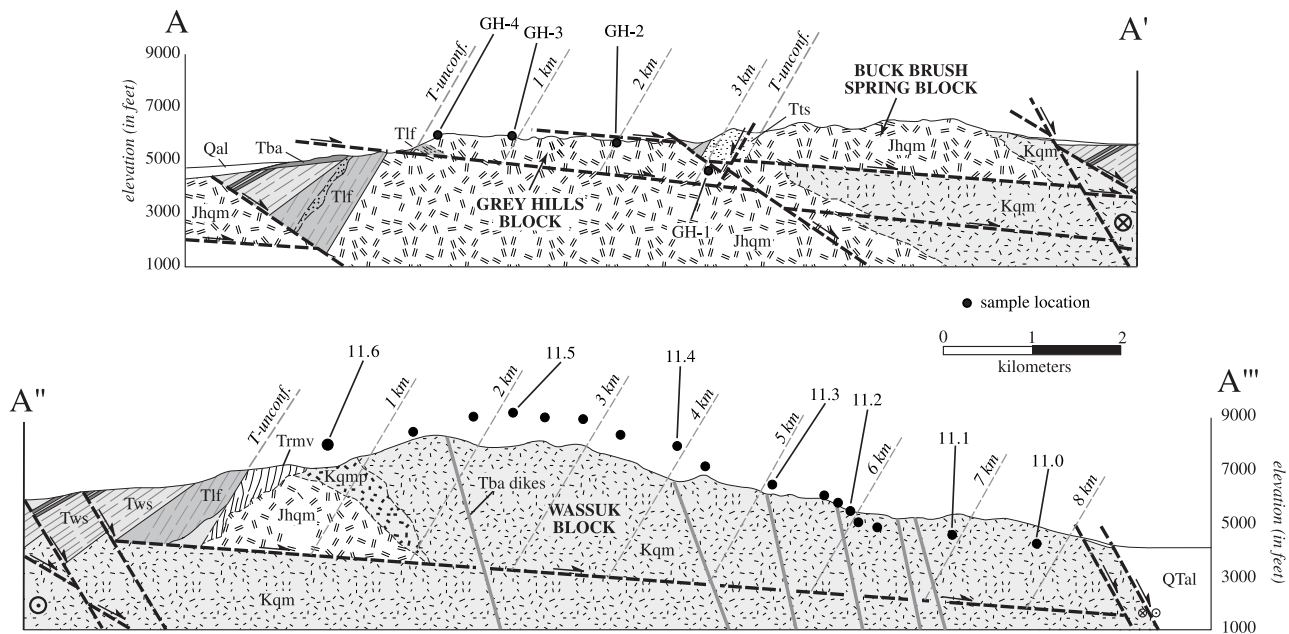 A
A'
GH-4
GH-3
GH-2
9000
7000
5000
3000
1000
elevation (in feet)
T-unconf.
1 km
2 km
3 km
T-unconf.
BUCK BRUSH
SPRING BLOCK
Tts
Tlf
Qal
Tba
Jhqm
Kqm
Tlf
Jhqm
GREY HILLS
BLOCK
GH-1
Kqm
Jhqm
sample location
0
1
2
kilometers
A''
A'''
11.6
11.5
11.4
11.3
11.2
11.1
11.0
T-unconf.
1 km
2 km
3 km
4 km
5 km
6 km
7 km
8 km
9000
7000
5000
3000
1000
elevation (in feet)
Trmv
Kqmp
Tws
Tws
Tlf
Jhqm
Tba dikes
WASSUK
BLOCK
Kqm
Kqm
QTal